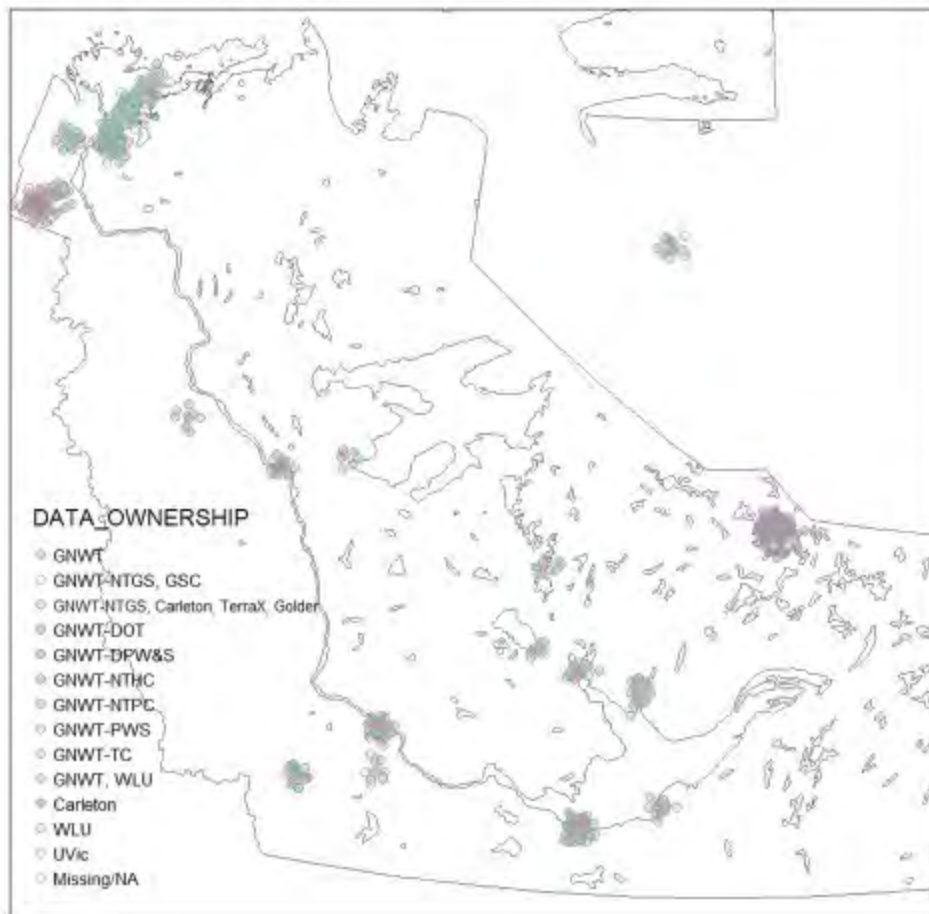 DATA_OWNERSHIP
GNWT
GNWT-NTGS, GSC
GNWT-NTGS, Carleton, TerraX, Golder
GNWT-DOT
GNWT-DPW&S
GNWT-NTHC
GNWT-NTPC
GNWT-PWS
GNWT-TC
GNWT, WLU
Carleton
WLU
UVic
Missing/NA